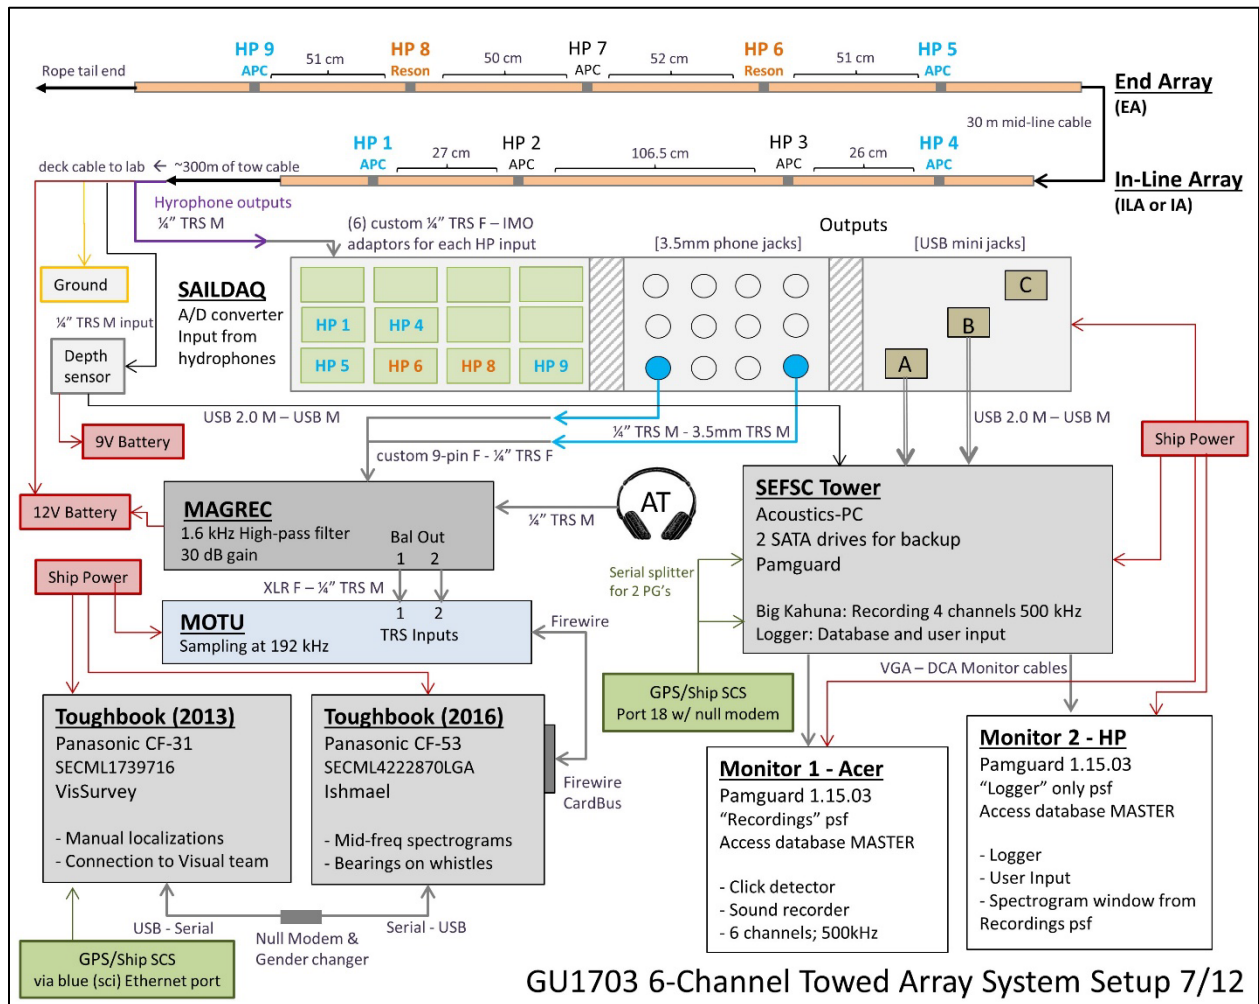 HP 9
APC
51 cm
HP 8
Reson
50 cm
HP 7
APC
52 cm
HP 6
Reson
51 cm
HP 5
APC
Rope tail end
End Array
(EA)
30 m mid-line cable
HP 1
APC
27 cm
HP 2
APC
106.5 cm
HP 3
APC
26 cm
HP 4
APC
deck cable to lab ← ~300m of tow cable
In-Line Array
(ILA or IA)
Hyrophone outputs
¼” TRS M
(6) custom ¼” TRS F – IMO
adaptors for each HP input
Outputs
[3.5mm phone jacks]
[USB mini jacks]
Ground
SAILDAQ
A/D converter
Input from
hydrophones
HP 1
HP 4
HP 5
HP 6
HP 8
HP 9
C
B
A
¼” TRS M input
Depth
sensor
USB 2.0 M – USB M
¼” TRS M - 3.5mm TRS M
USB 2.0 M – USB M
9V Battery
custom 9-pin F - ¼” TRS F
Ship Power
12V Battery
MAGREC
1.6 kHz High-pass filter
30 dB gain
Bal Out
1 2
AT
¼” TRS M
SEFSC Tower
Acoustics-PC
2 SATA drives for backup
Pamguard
Big Kahuna: Recording 4 channels 500 kHz
Logger: Database and user input
Ship Power
XLR F – ¼” TRS M
Serial splitter
for 2 PG’s
MOTU
Sampling at 192 kHz
1 2
TRS Inputs
Firewire
VGA – DCA Monitor cables
GPS/Ship SCS
Port 18 w/ null modem
Toughbook (2013)
Panasonic CF-31
SECML1739716
VisSurvey
- Manual localizations
- Connection to Visual team
Toughbook (2016)
Panasonic CF-53
SECML4222870LGA
Ishmael
- Mid-freq spectrograms
- Bearings on whistles
Firewire
CardBus
Monitor 1 - Acer
Pamguard 1.15.03
“Recordings” psf
Access database MASTER
- Click detector
- Sound recorder
- 6 channels; 500kHz
Monitor 2 - HP
Pamguard 1.15.03
“Logger” only psf
Access database MASTER
- Logger
- User Input
- Spectrogram window from
Recordings psf
USB - Serial
Null Modem &
Gender changer
Serial - USB
GPS/Ship SCS
via blue (sci) Ethernet port
GU1703 6-Channel Towed Array System Setup 7/12